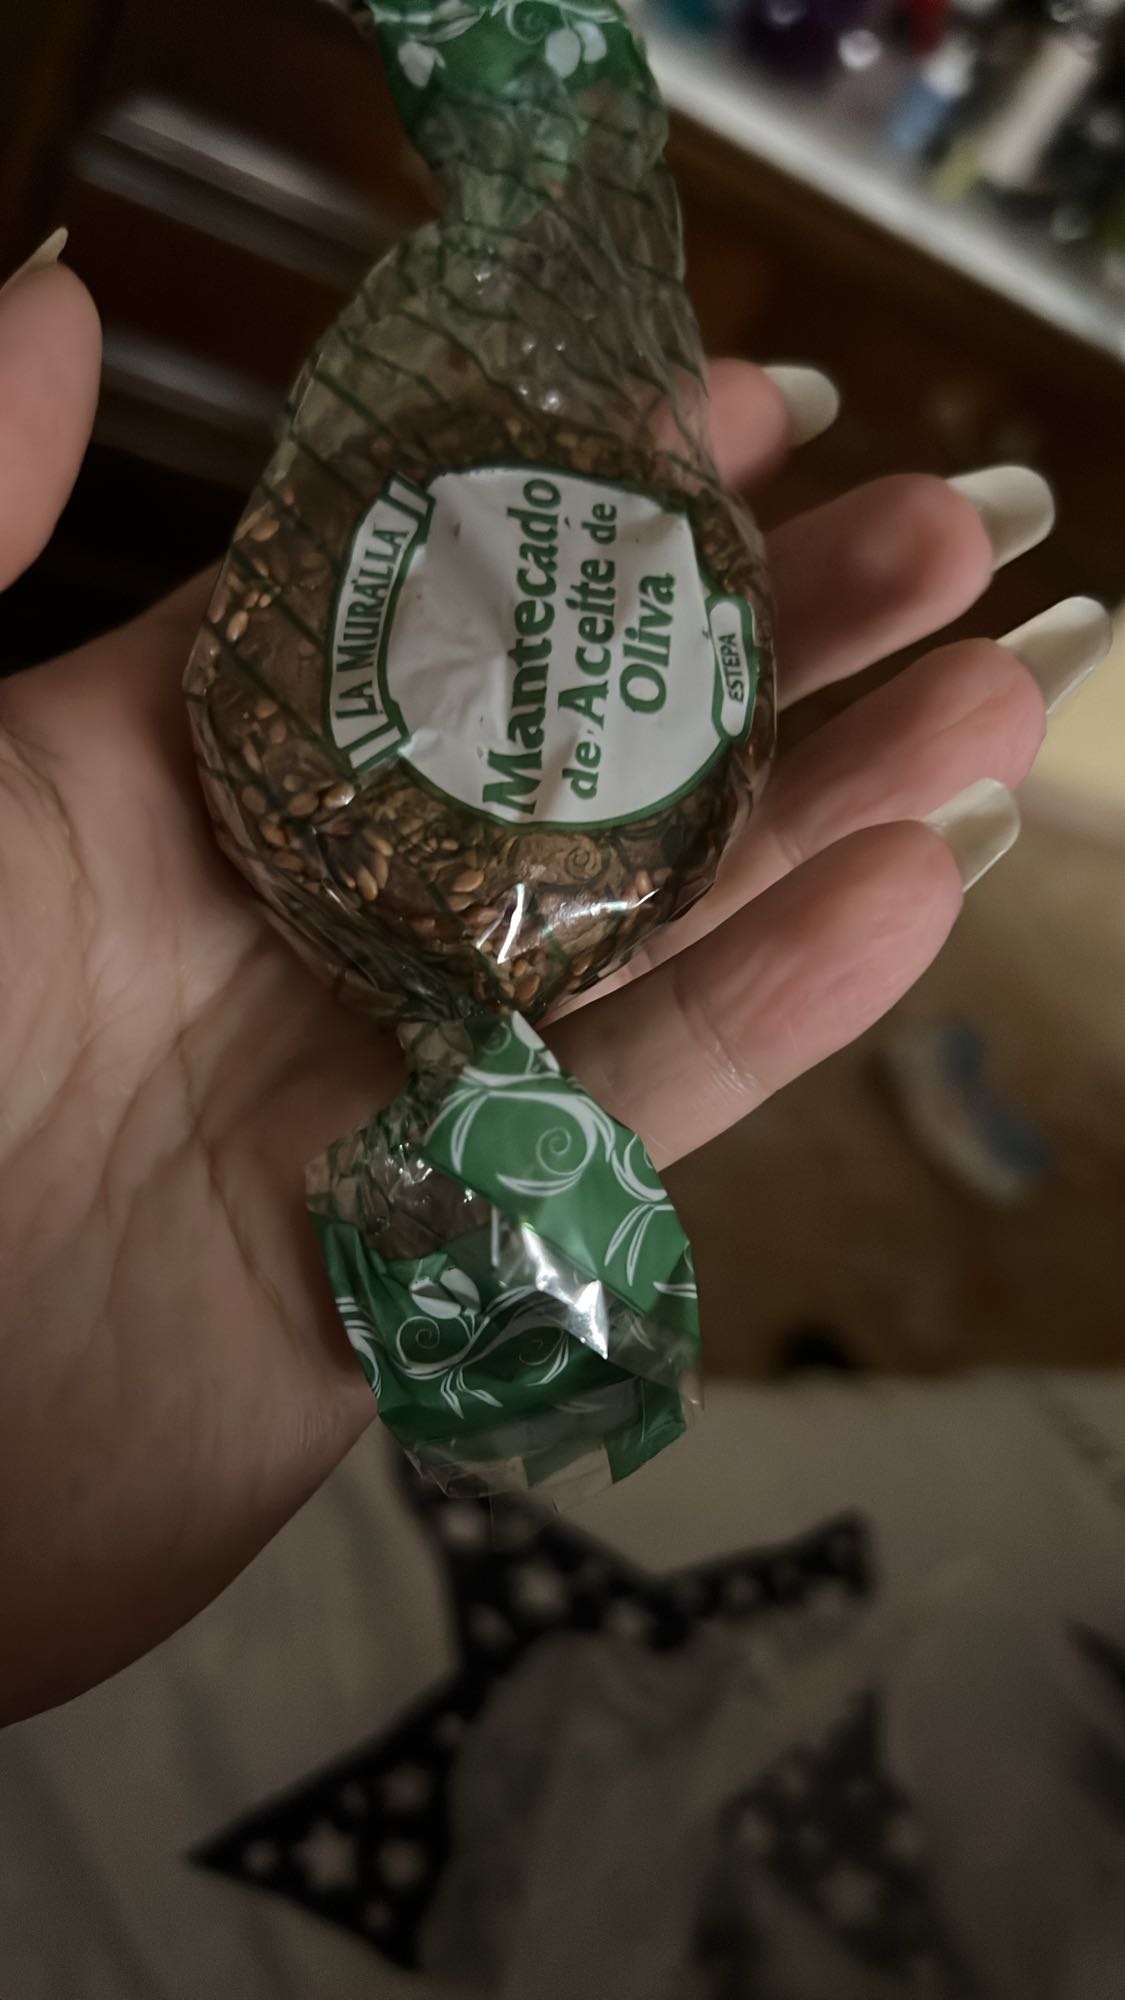 LA MURALLA
Mantecado
de Aceite de
Oliva
ESTEPA